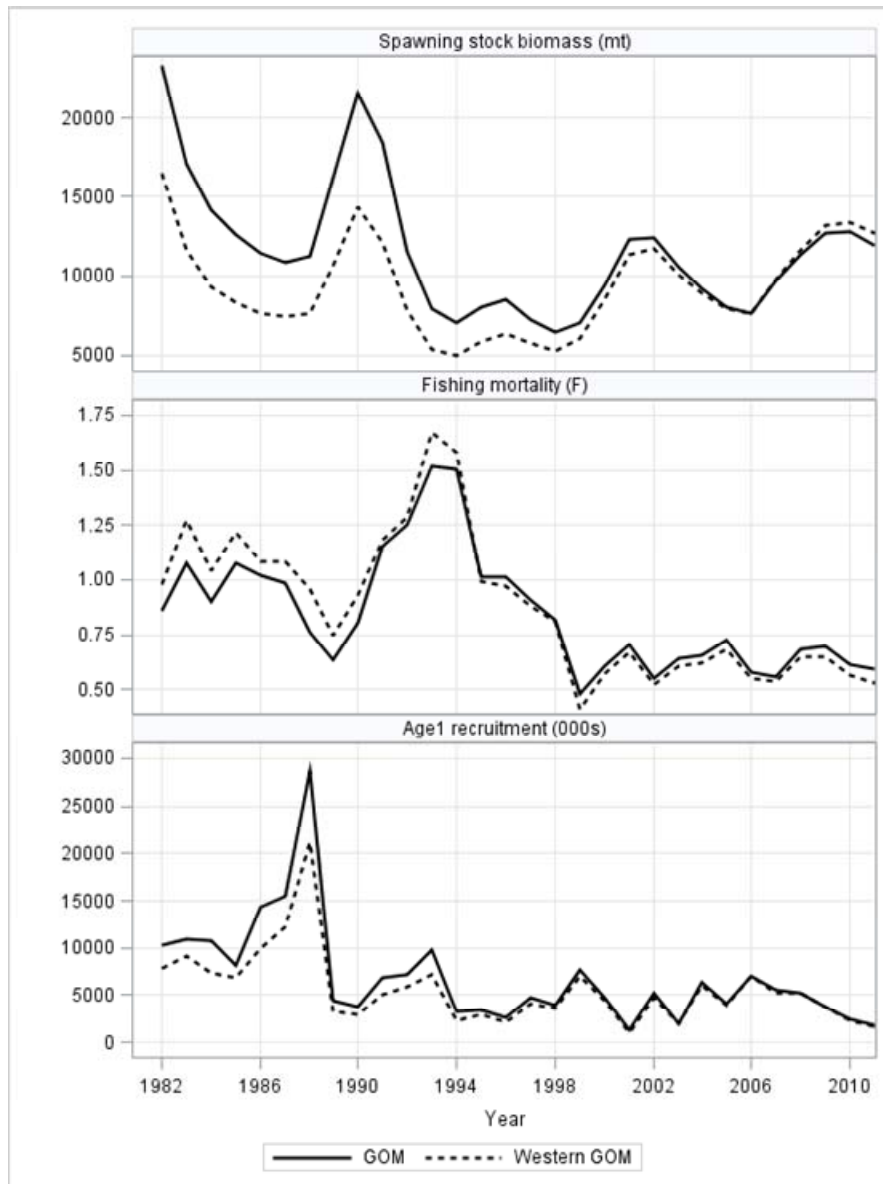 Spawning stock biomass (mt)
20000
15000
10000
5000
Fishing mortality (F)
1.75
1.50
1.25
1.00
0.75
0.50
Age1 recruitment (000s)
30000
25000
20000
15000
10000
5000
0
1982 1986 1990 1994 1998 2002 2006 2010
Year
GOM Western GOM